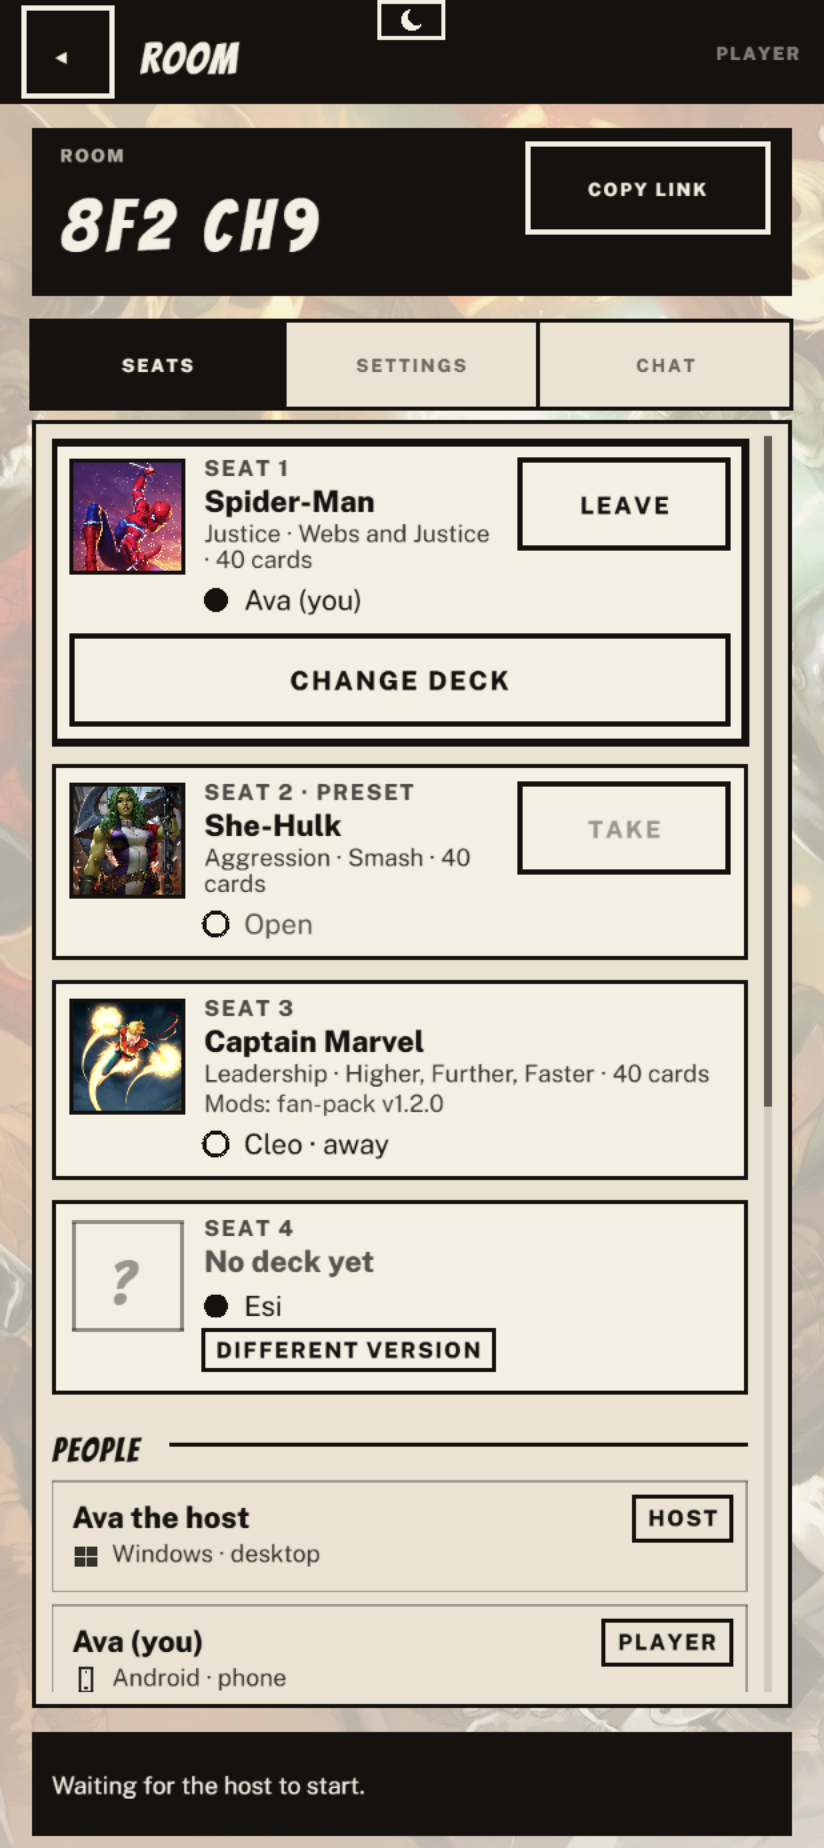 ROOM
PLAYER
ROOM
8F2 CH9
COPY LINK
SEATS
SETTINGS
CHAT
SEAT 1
Spider-Man
Justice · Webs and Justice
· 40 cards
Ava (you)
LEAVE
CHANGE DECK
SEAT 2 · PRESET
She-Hulk
Aggression · Smash · 40
cards
Open
TAKE
SEAT 3
Captain Marvel
Leadership · Higher, Further, Faster · 40 cards
Mods: fan-pack v1.2.0
Cleo · away
?
SEAT 4
No deck yet
Esi
DIFFERENT VERSION
PEOPLE
Ava the host
HOST
Windows · desktop
Ava (you)
PLAYER
Android · phone
Waiting for the host to start.